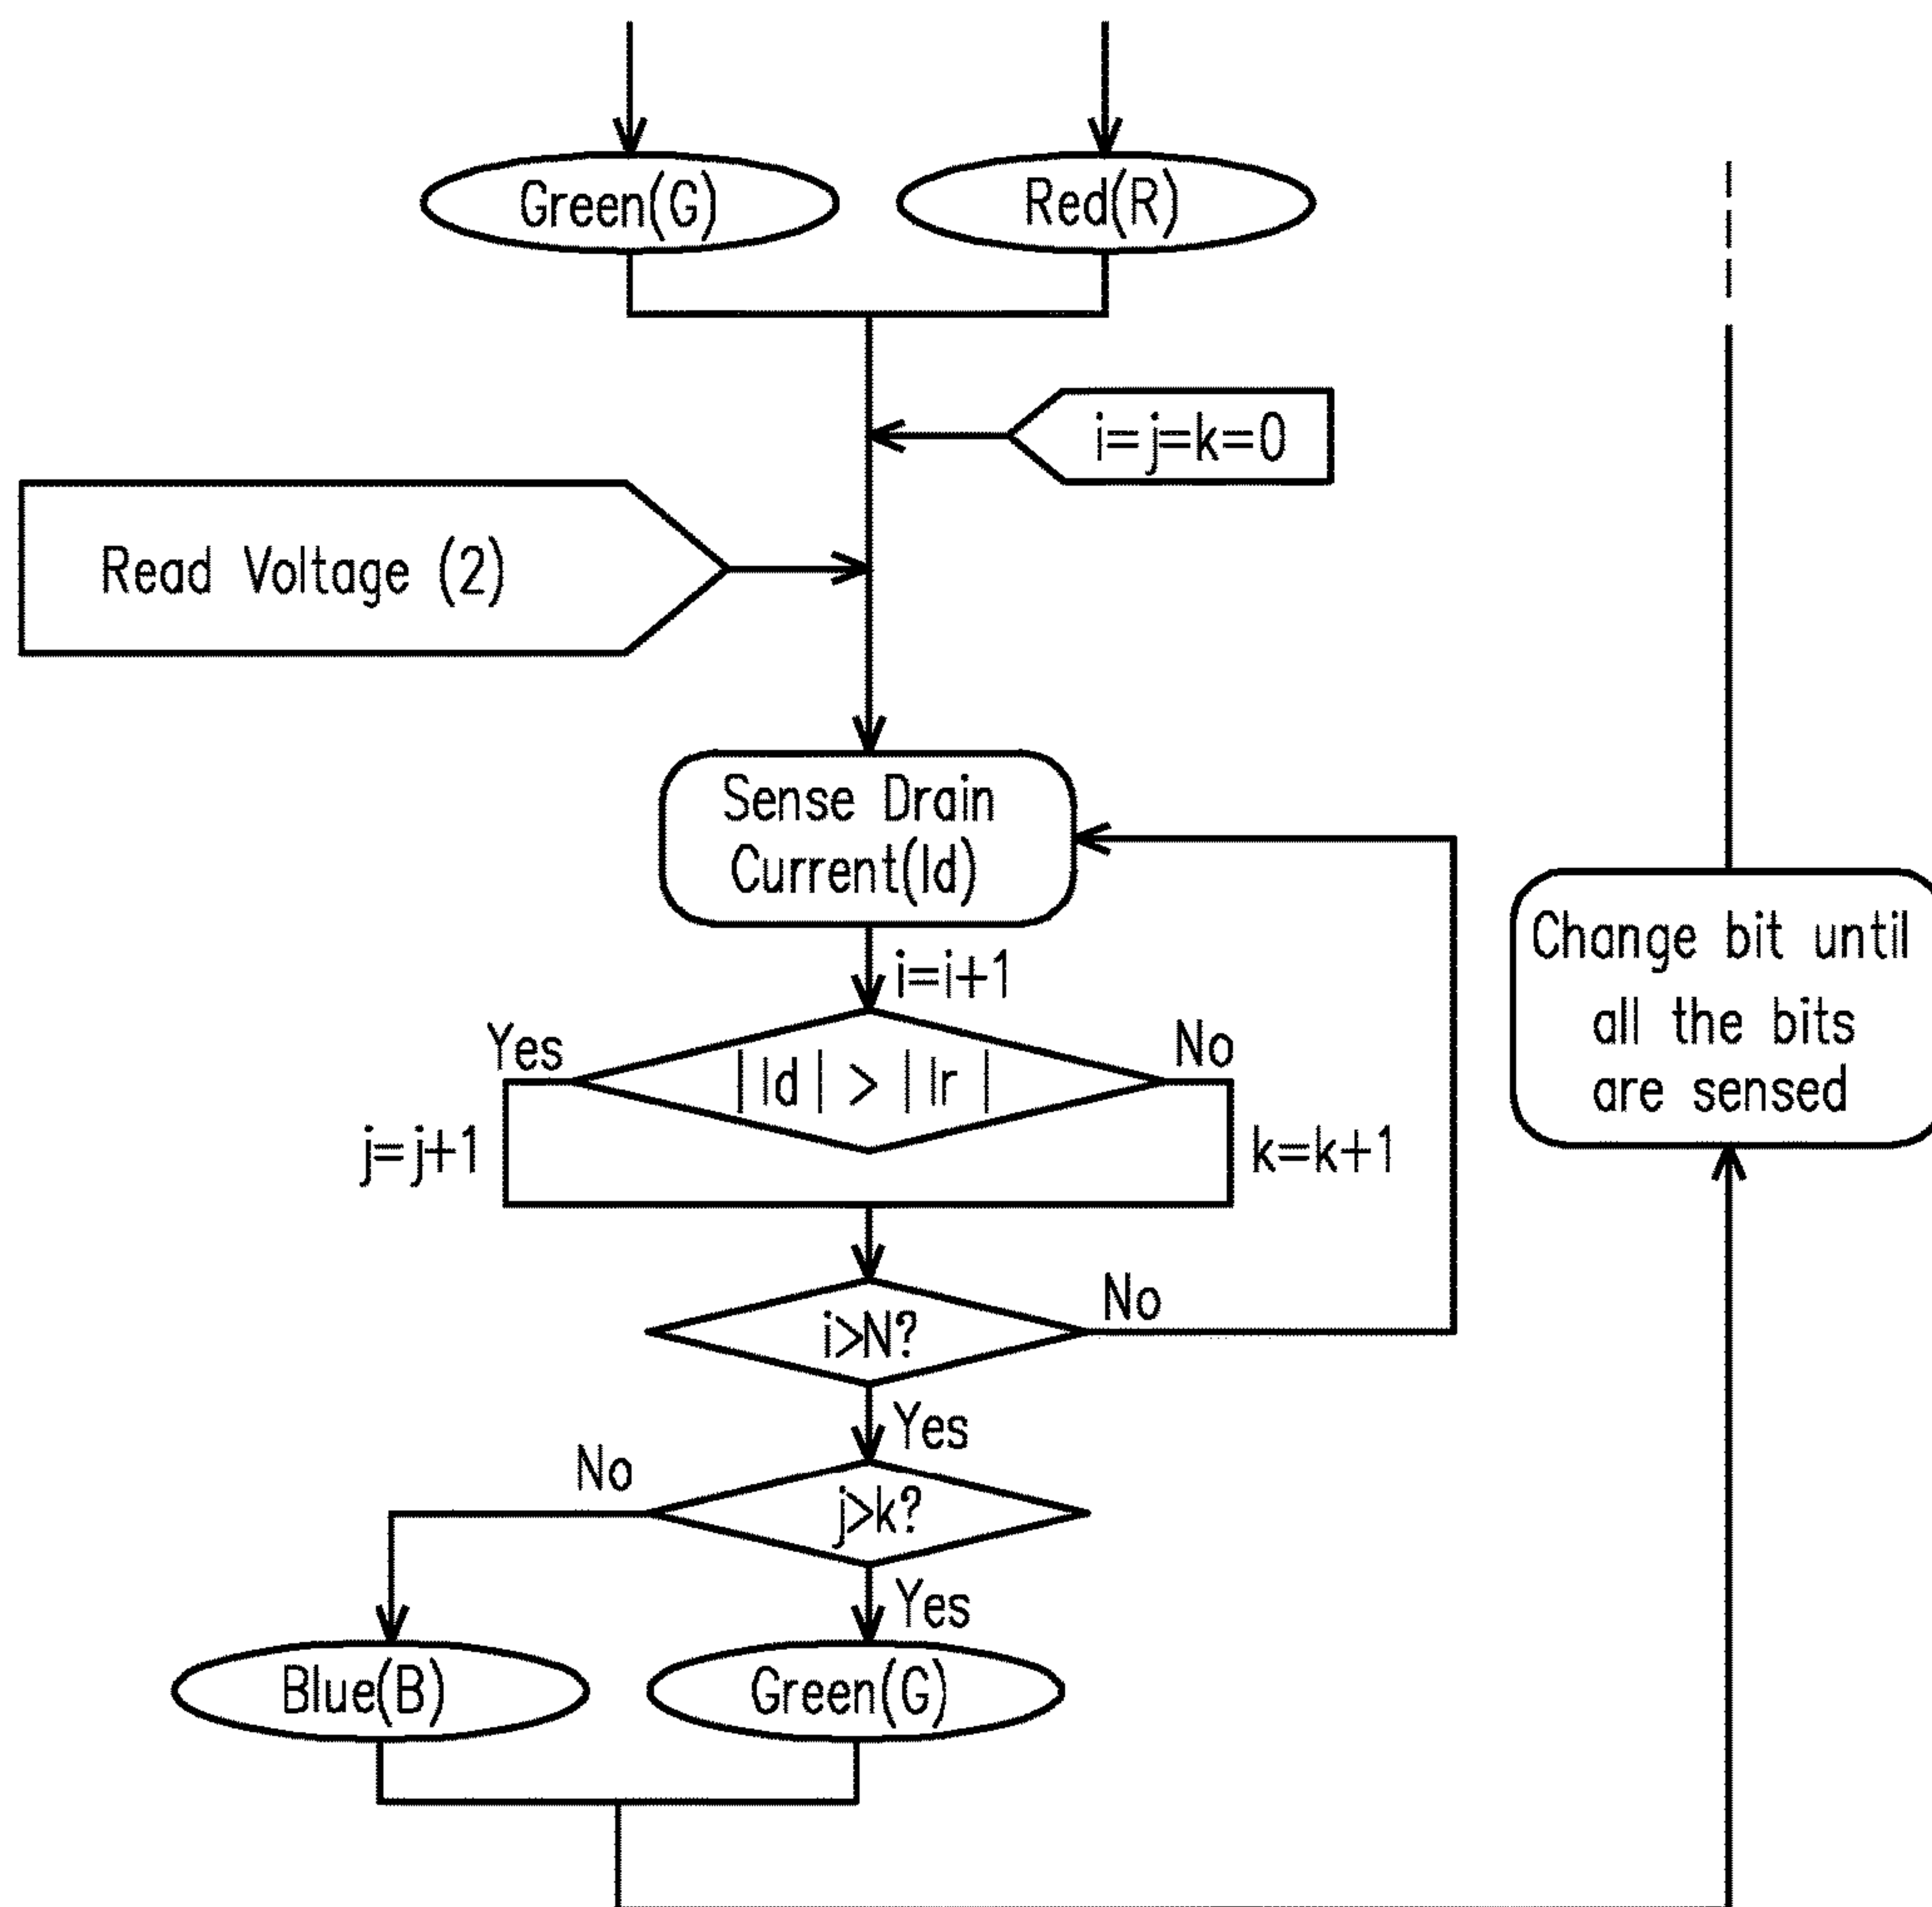 Green(G)
Red(R)
i=j=k=0
Read Voltage (2)
Sense Drain
Current(Id)
i=i+1
Yes
|Id| > |Ir|
No
j=j+1
k=k+1
i>N?
No
Yes
No
j>k?
Yes
Blue(B)
Green(G)
Change bit until
all the bits
are sensed